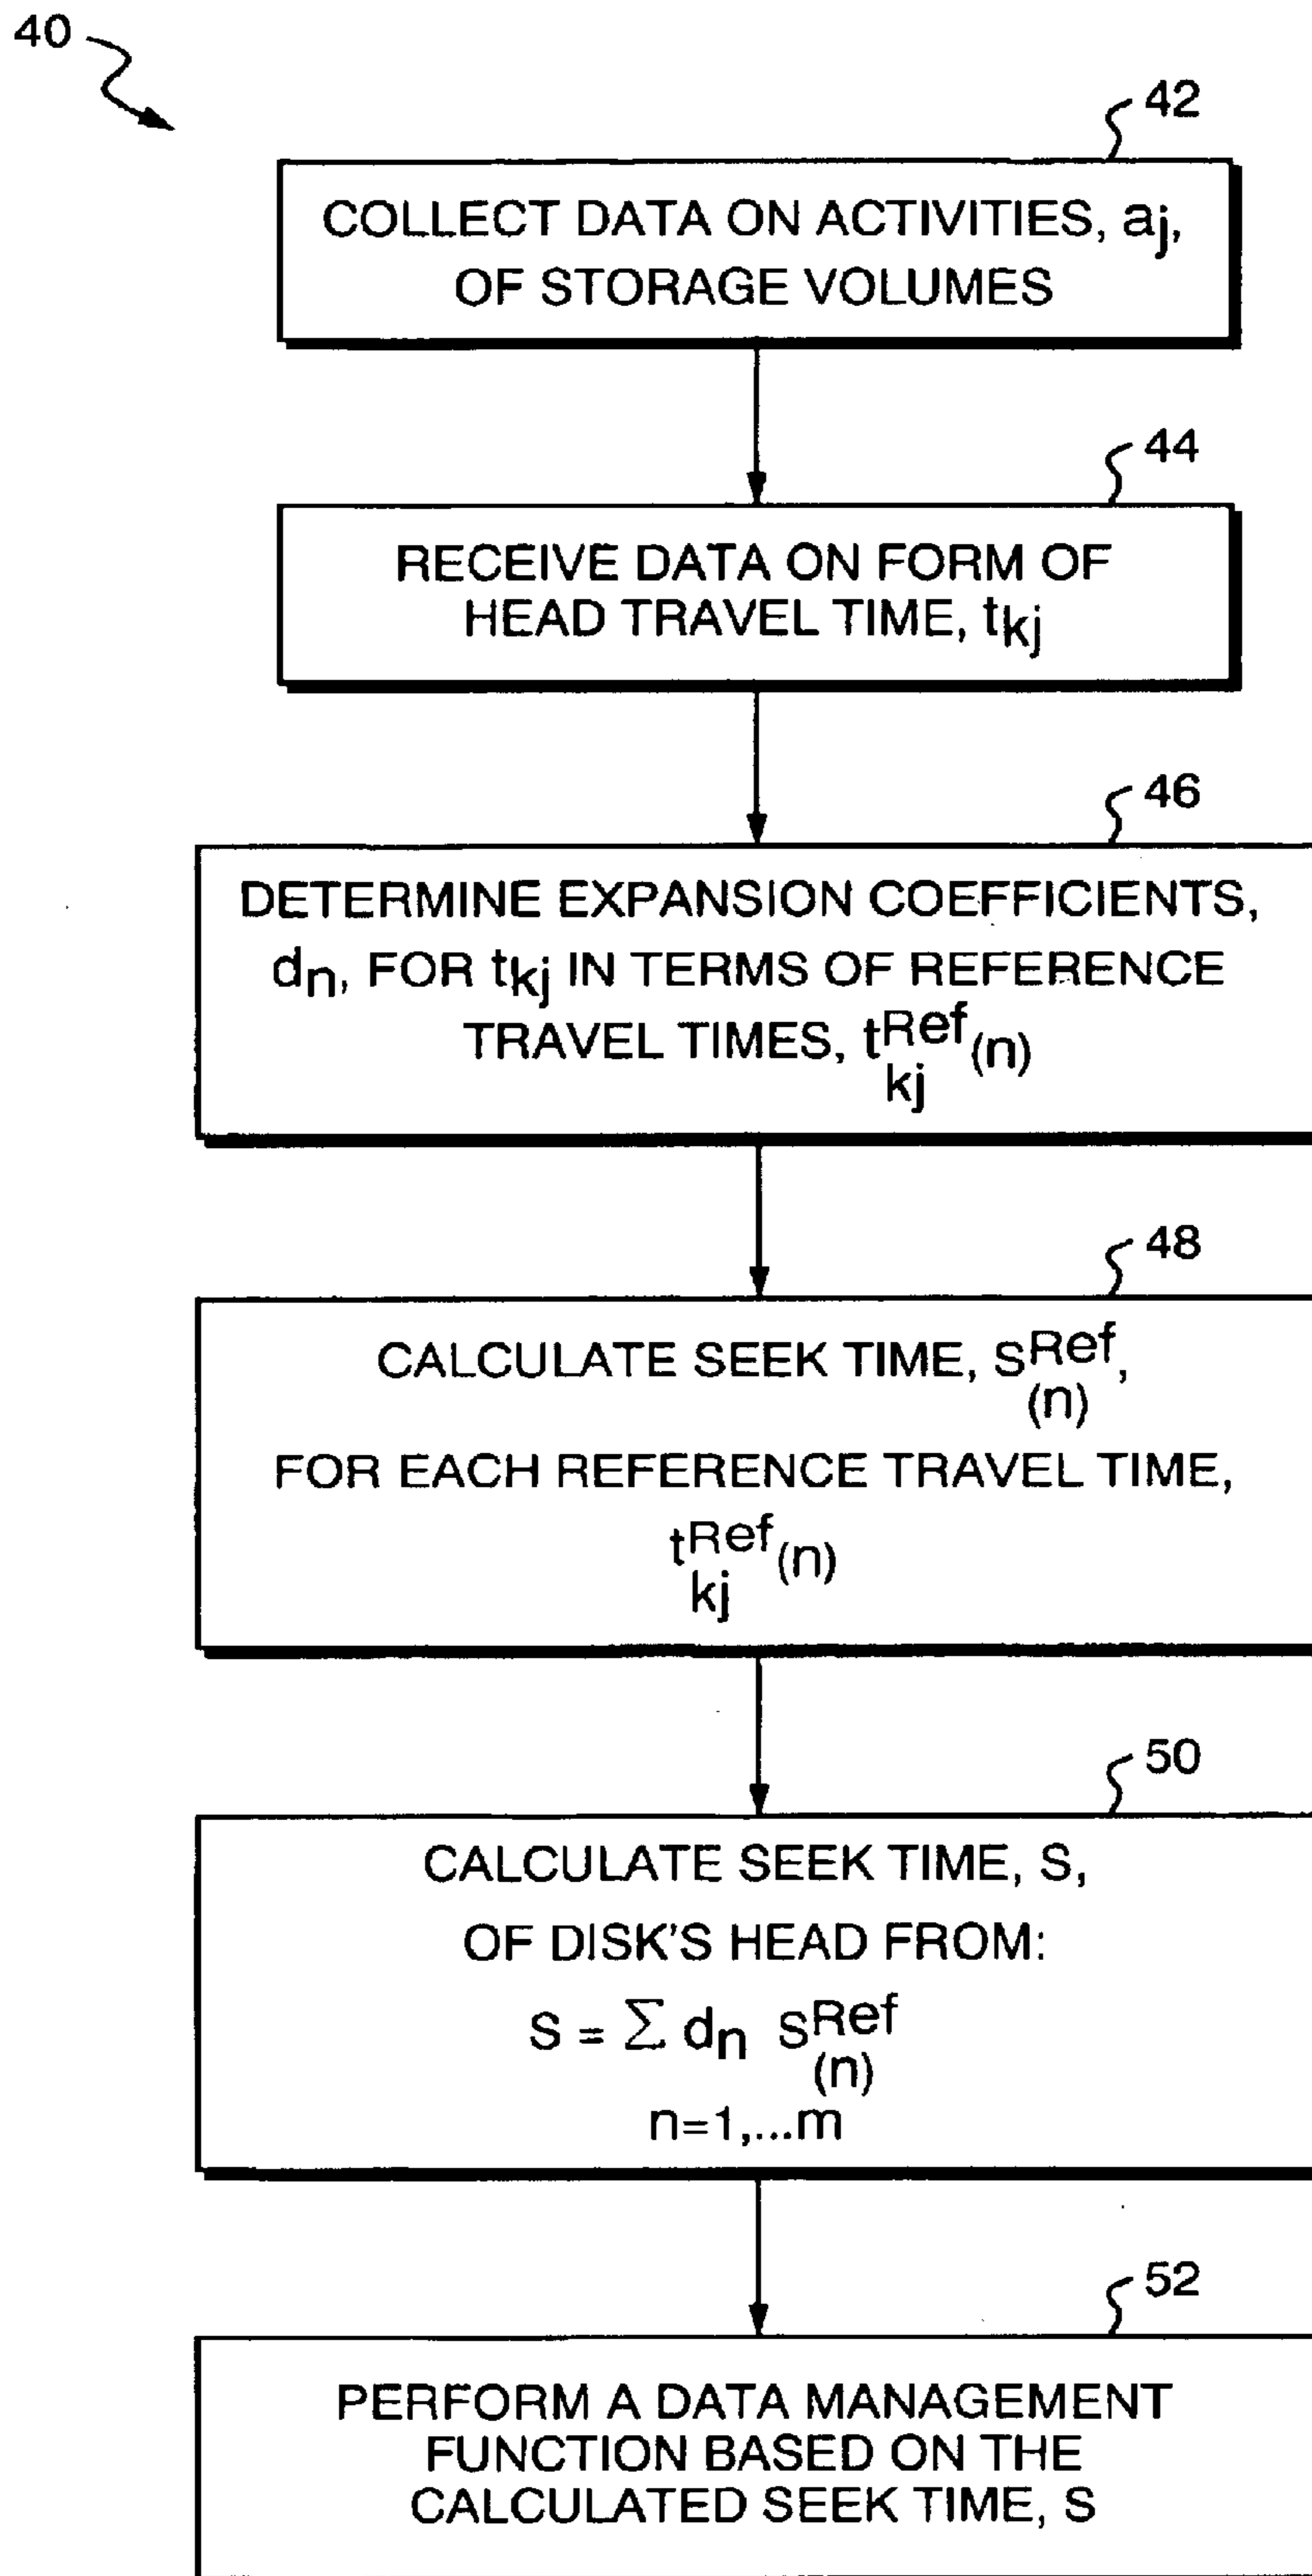 40
42
COLLECT DATA ON ACTIVITIES, aj,
OF STORAGE VOLUMES
44
RECEIVE DATA ON FORM OF
HEAD TRAVEL TIME, tkj
46
DETERMINE EXPANSION COEFFICIENTS,
dn, FOR tkj IN TERMS OF REFERENCE
TRAVEL TIMES, tRef(n)
kj
48
CALCULATE SEEK TIME, SRef,
(n)
FOR EACH REFERENCE TRAVEL TIME,
tRef(n)
kj
50
CALCULATE SEEK TIME, S,
OF DISK'S HEAD FROM:
S = Σ dn SRef
(n)
n=1,...m
52
PERFORM A DATA MANAGEMENT
FUNCTION BASED ON THE
CALCULATED SEEK TIME, S